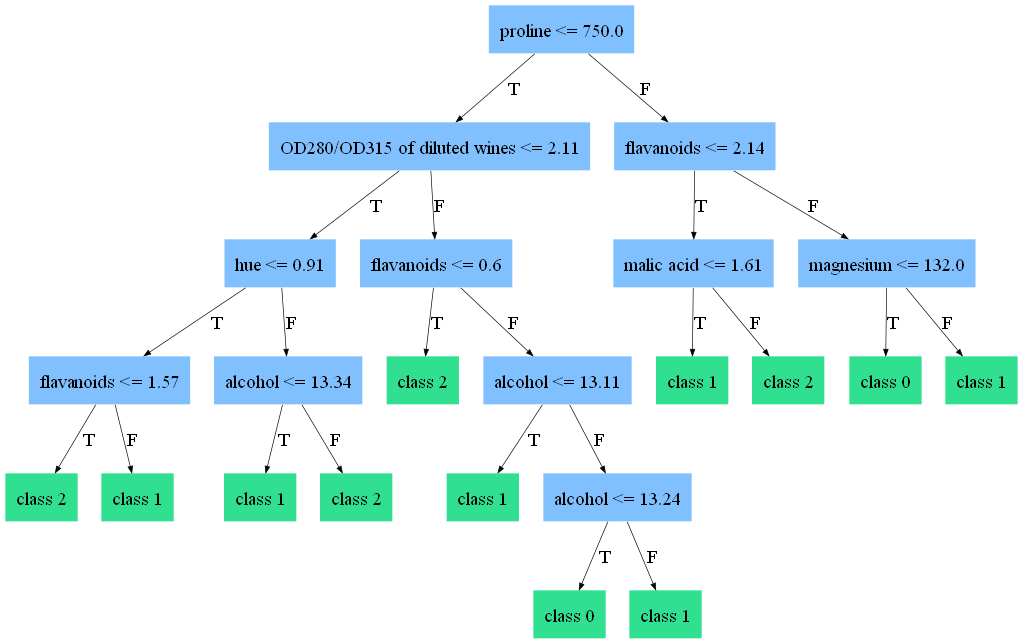 proline <= 750.0
T
F
OD280/OD315 of diluted wines <= 2.11
flavanoids <= 2.14
T
F
T
F
hue <= 0.91
flavanoids <= 0.6
malic acid <= 1.61
magnesium <= 132.0
T
F
T
F
T
F
T
F
flavanoids <= 1.57
alcohol <= 13.34
class 2
alcohol <= 13.11
class 1
class 2
class 0
class 1
T
F
T
F
T
F
class 2
class 1
class 1
class 2
class 1
alcohol <= 13.24
T
F
class 0
class 1